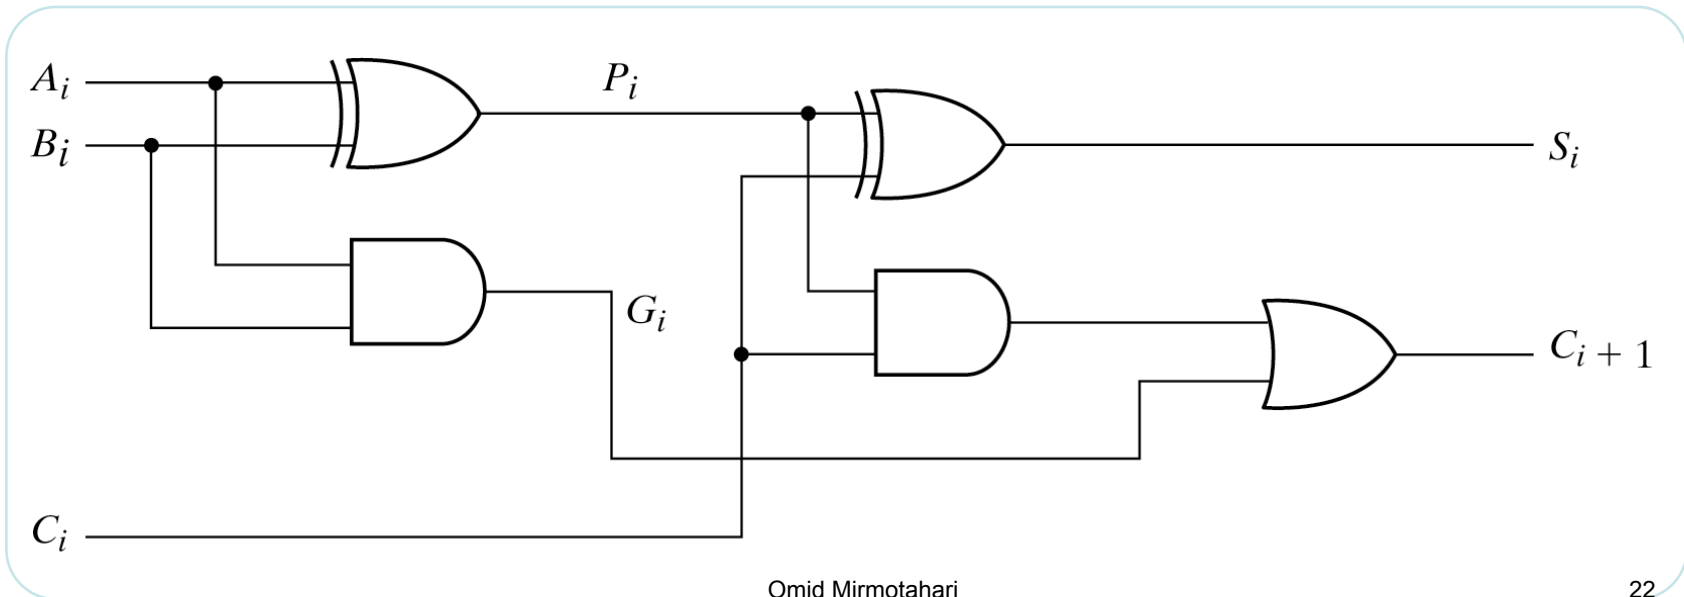 A_i
P_i
B_i
S_i
G_i
C_i + 1
C_i
Omid Mirmotahari
22